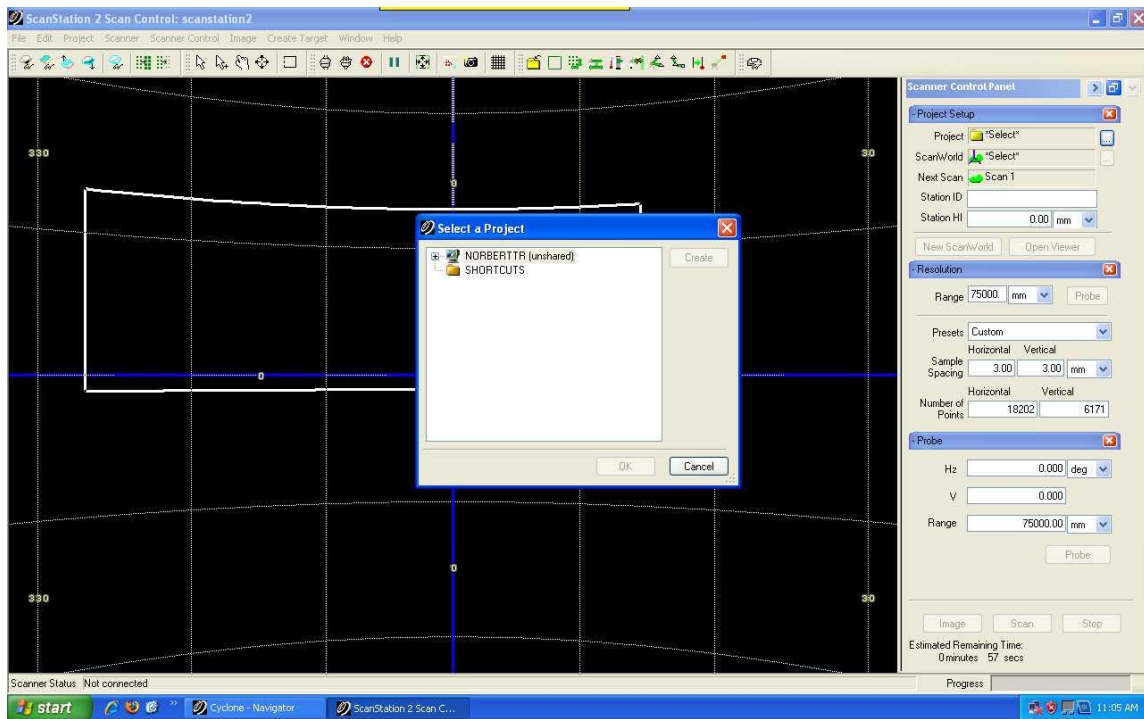 ScanStation 2 Scan Control: scanstation2
File Edit Project Scanner Scanner Control Image Create Target Window Help
330
30
0
0
0
330
30
Select a Project
NORBERTTR (unshared)
SHORTCUTS
Create
OK Cancel
Scanner Control Panel
- Project Setup
Project *Select*
...
ScanWorld *Select*
...
Next Scan Scan 1
Station ID
Station HI 0.00 mm
New ScanWorld Open Viewer
- Resolution
Range 75000. mm Probe
Presets Custom
Horizontal Vertical
Sample
Spacing 3.00 3.00 mm
Horizontal Vertical
Number of
Points 18202 6171
- Probe
Hz 0.000 deg
V 0.000
Range 75000.00 mm
Probe
Image Scan Stop
Estimated Remaining Time:
0 minutes 57 secs
Scanner Status Not connected
Progress
start
Cyclone - Navigator
ScanStation 2 Scan C...
11:05 AM